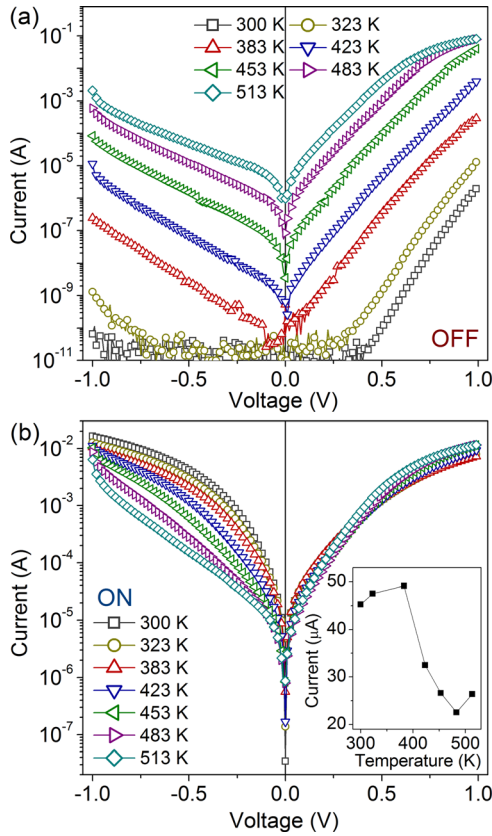 (a)
300 K
323 K
383 K
423 K
453 K
483 K
513 K
Current (A)
10⁻¹
10⁻³
10⁻⁵
10⁻⁷
10⁻⁹
10⁻¹¹
OFF
-1.0 -0.5 0.0 0.5 1.0
Voltage (V)
(b)
Current (A)
10⁻²
10⁻³
10⁻⁴
10⁻⁵
10⁻⁶
10⁻⁷
ON
300 K
323 K
383 K
423 K
453 K
483 K
513 K
Current (μA)
50
40
30
20
300 400 500
Temperature (K)
-1.0 -0.5 0.0 0.5 1.0
Voltage (V)